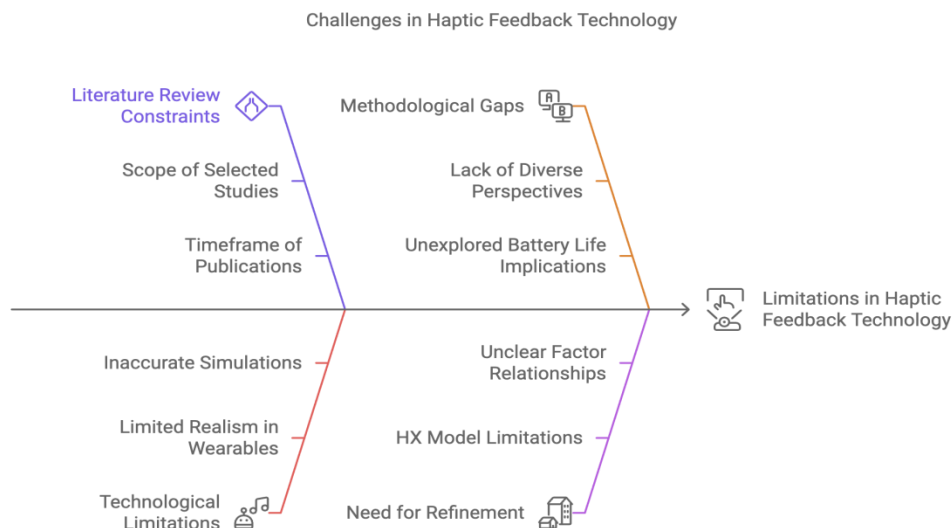 Challenges in Haptic Feedback Technology
Literature Review
Constraints
Scope of Selected
Studies
Timeframe of
Publications
Methodological Gaps
A
B
Lack of Diverse
Perspectives
Unexplored Battery Life
Implications
Limitations in Haptic
Feedback Technology
Inaccurate Simulations
Limited Realism in
Wearables
Technological
Limitations
Unclear Factor
Relationships
HX Model Limitations
Need for Refinement